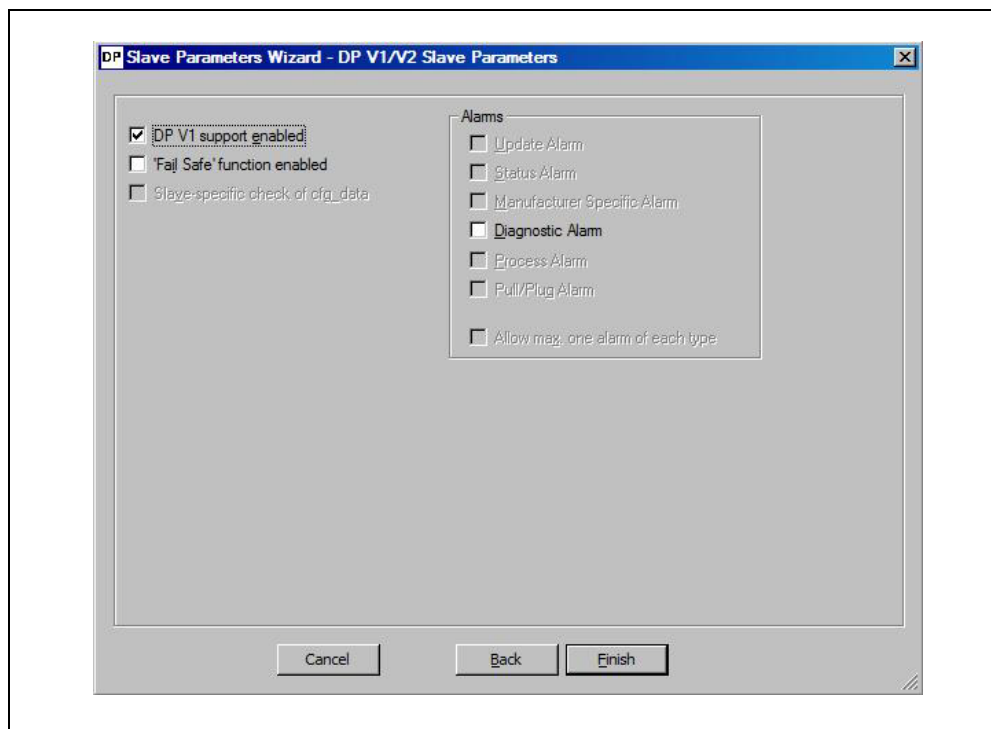 DP Slave Parameters Wizard - DP V1/V2 Slave Parameters
DP V1 support enabled
'Fail Safe' function enabled
Slave-specific check of cfg_data
Alarms
Update Alarm
Status Alarm
Manufacturer Specific Alarm
Diagnostic Alarm
Process Alarm
Pull/Plug Alarm
Allow max. one alarm of each type
Cancel
Back
Finish